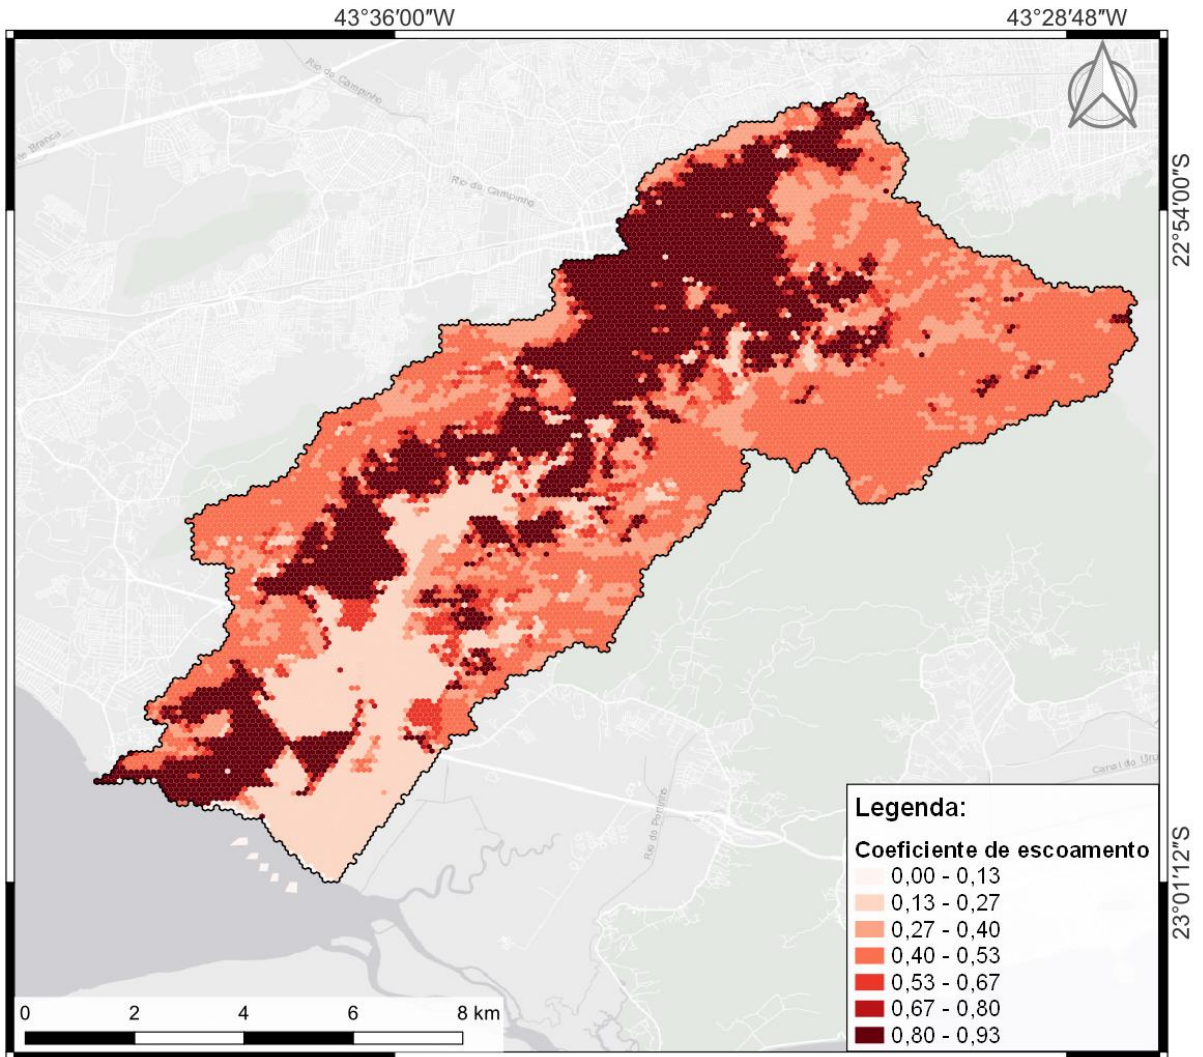 43°36'00"W
43°28'48"W
Rio do Campinho
de Branca
Rio do Campinho
22°54'00"S
Rio do Portinho
Canal do Uru
Legenda:
Coeficiente de escoamento
0,00 - 0,13
0,13 - 0,27
0,27 - 0,40
0,40 - 0,53
0,53 - 0,67
0,67 - 0,80
0,80 - 0,93
23°01'12"S
0 2 4 6 8 km